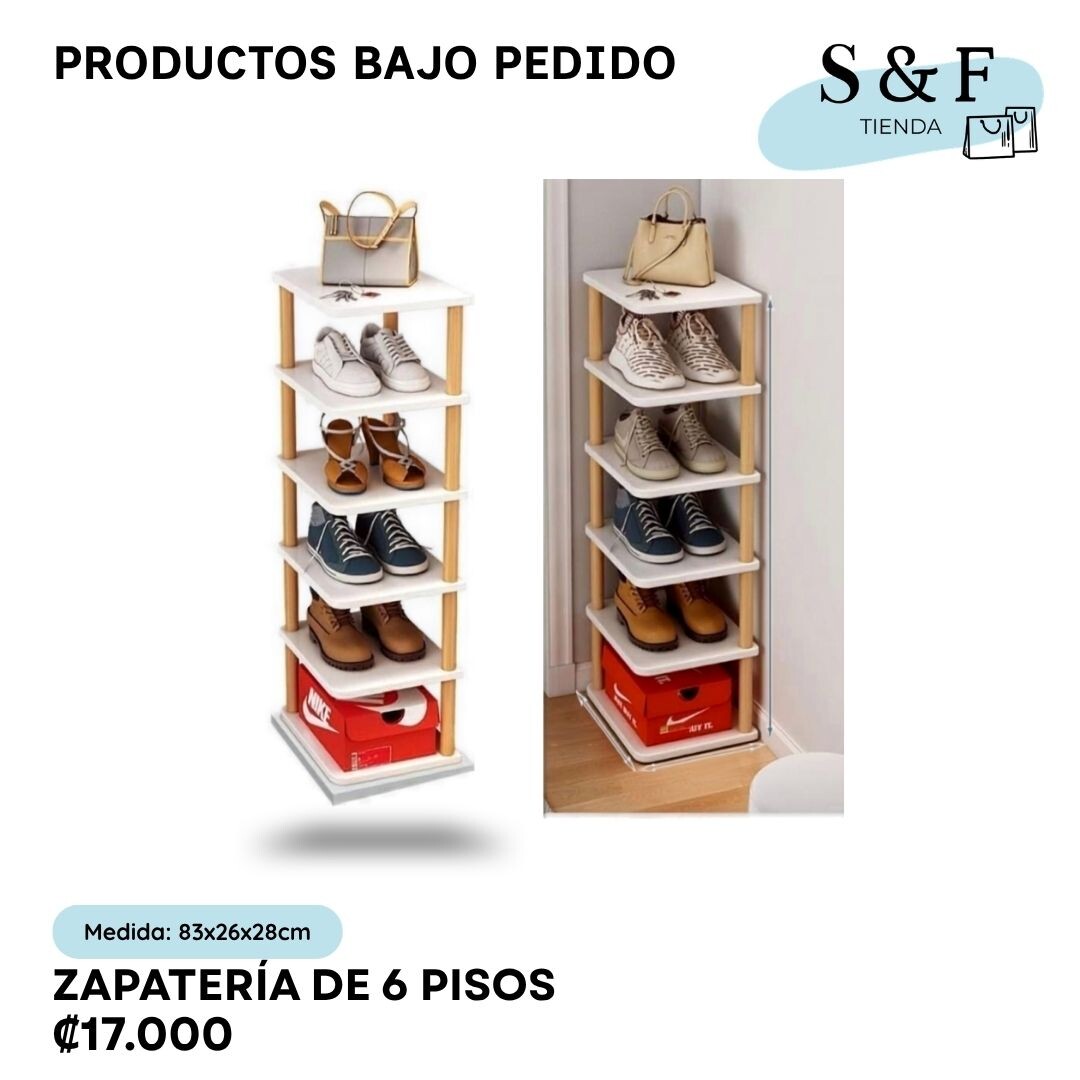 PRODUCTOS BAJO PEDIDO
S & F
TIENDA
NIKE
Medida: 83x26x28cm
ZAPATERÍA DE 6 PISOS
₡17.000